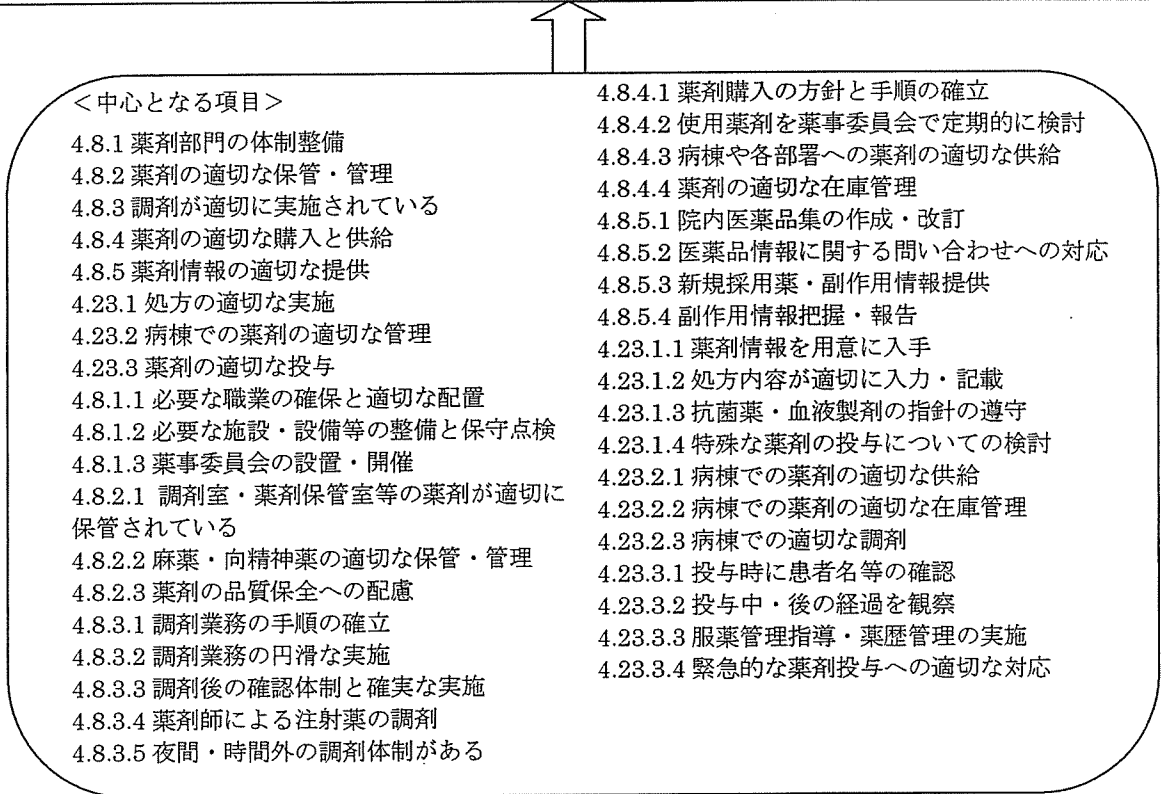 ＜中心となる項目＞
4.8.1 薬剤部門の体制整備
4.8.2 薬剤の適切な保管・管理
4.8.3 調剤が適切に実施されている
4.8.4 薬剤の適切な購入と供給
4.8.5 薬剤情報の適切な提供
4.23.1 処方の適切な実施
4.23.2 病棟での薬剤の適切な管理
4.23.3 薬剤の適切な投与
4.8.1.1 必要な職業の確保と適切な配置
4.8.1.2 必要な施設・設備等の整備と保守点検
4.8.1.3 薬事委員会の設置・開催
4.8.2.1 調剤室・薬剤保管室等の薬剤が適切に
保管されている
4.8.2.2 麻薬・向精神薬の適切な保管・管理
4.8.2.3 薬剤の品質保全への配慮
4.8.3.1 調剤業務の手順の確立
4.8.3.2 調剤業務の円滑な実施
4.8.3.3 調剤後の確認体制と確実な実施
4.8.3.4 薬剤師による注射薬の調剤
4.8.3.5 夜間・時間外の調剤体制がある
4.8.4.1 薬剤購入の方針と手順の確立
4.8.4.2 使用薬剤を薬事委員会で定期的に検討
4.8.4.3 病棟や各部署への薬剤の適切な供給
4.8.4.4 薬剤の適切な在庫管理
4.8.5.1 院内医薬品集の作成・改訂
4.8.5.2 医薬品情報に関する問い合わせへの対応
4.8.5.3 新規採用薬・副作用情報提供
4.8.5.4 副作用情報把握・報告
4.23.1.1 薬剤情報を用意に入手
4.23.1.2 処方内容が適切に入力・記載
4.23.1.3 抗菌薬・血液製剤の指針の遵守
4.23.1.4 特殊な薬剤の投与についての検討
4.23.2.1 病棟での薬剤の適切な供給
4.23.2.2 病棟での薬剤の適切な在庫管理
4.23.2.3 病棟での適切な調剤
4.23.3.1 投与時に患者名等の確認
4.23.3.2 投与中・後の経過を観察
4.23.3.3 服薬管理指導・薬歴管理の実施
4.23.3.4 緊急的な薬剤投与への適切な対応